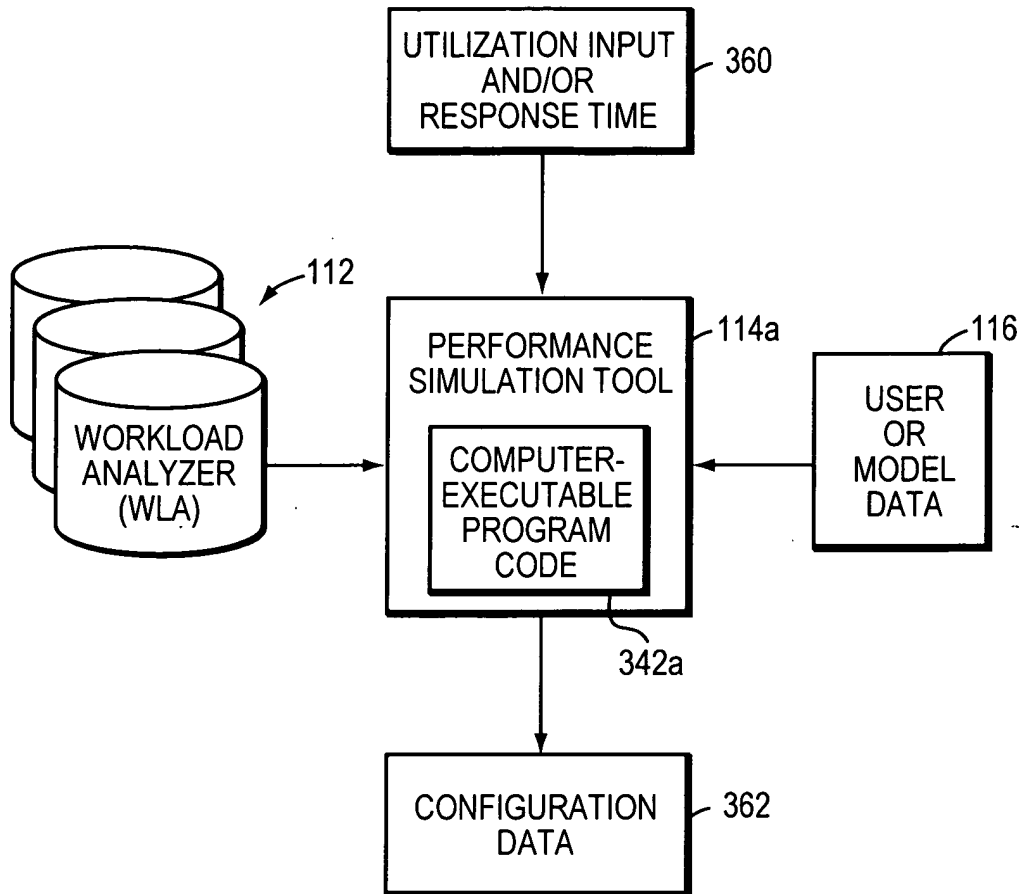 UTILIZATION INPUT
AND/OR
RESPONSE TIME
360
112
WORKLOAD
ANALYZER
(WLA)
PERFORMANCE
SIMULATION TOOL
114a
COMPUTER-
EXECUTABLE
PROGRAM
CODE
342a
116
USER
OR
MODEL
DATA
CONFIGURATION
DATA
362